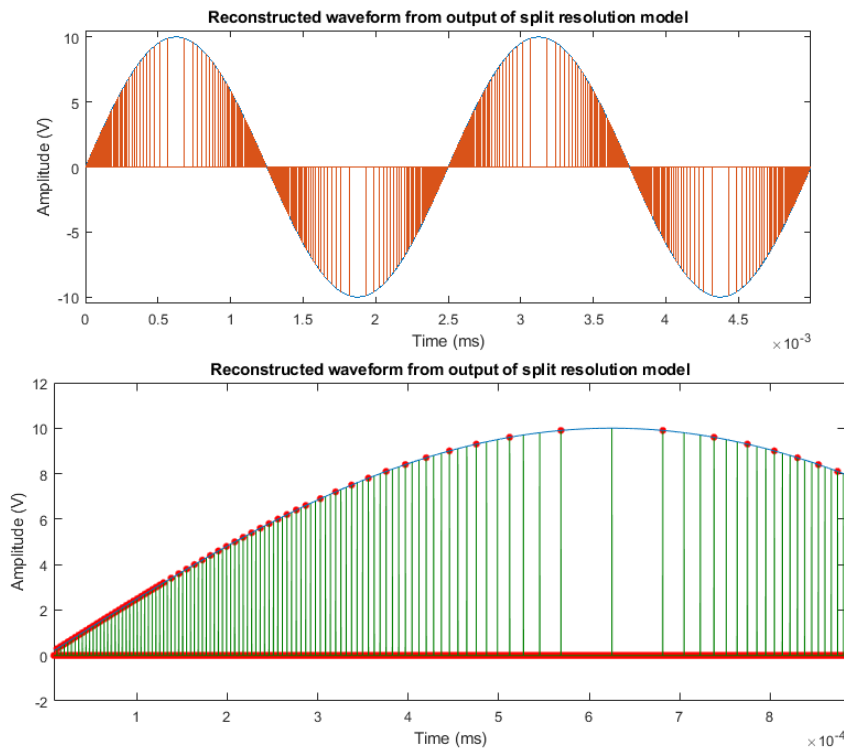 Reconstructed waveform from output of split resolution model
10
5
0
-5
-10
Amplitude (V)
0 0.5 1 1.5 2 2.5 3 3.5 4 4.5
Time (ms)
×10-3
Reconstructed waveform from output of split resolution model
12
10
8
6
4
2
0
-2
Amplitude (V)
1 2 3 4 5 6 7 8
Time (ms)
×10-4